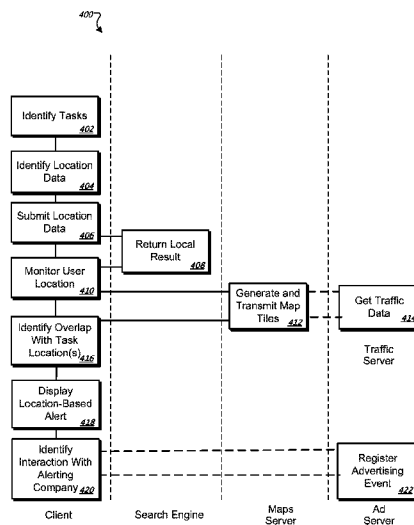 400
Identify Tasks
402
Identify Location
Data 404
Submit Location
Data 406
Return Local
Result 408
Monitor User
Location
410
Generate and
Transmit Map
Tiles 412
Get Traffic
Data 414
Identify Overlap
With Task
Location(s)
416
Traffic
Server
Display
Location-Based
Alert
418
Identify
Interaction With
Alerting
Company 420
Register
Advertising
Event 422
Client
Search Engine
Maps
Server
Ad
Server